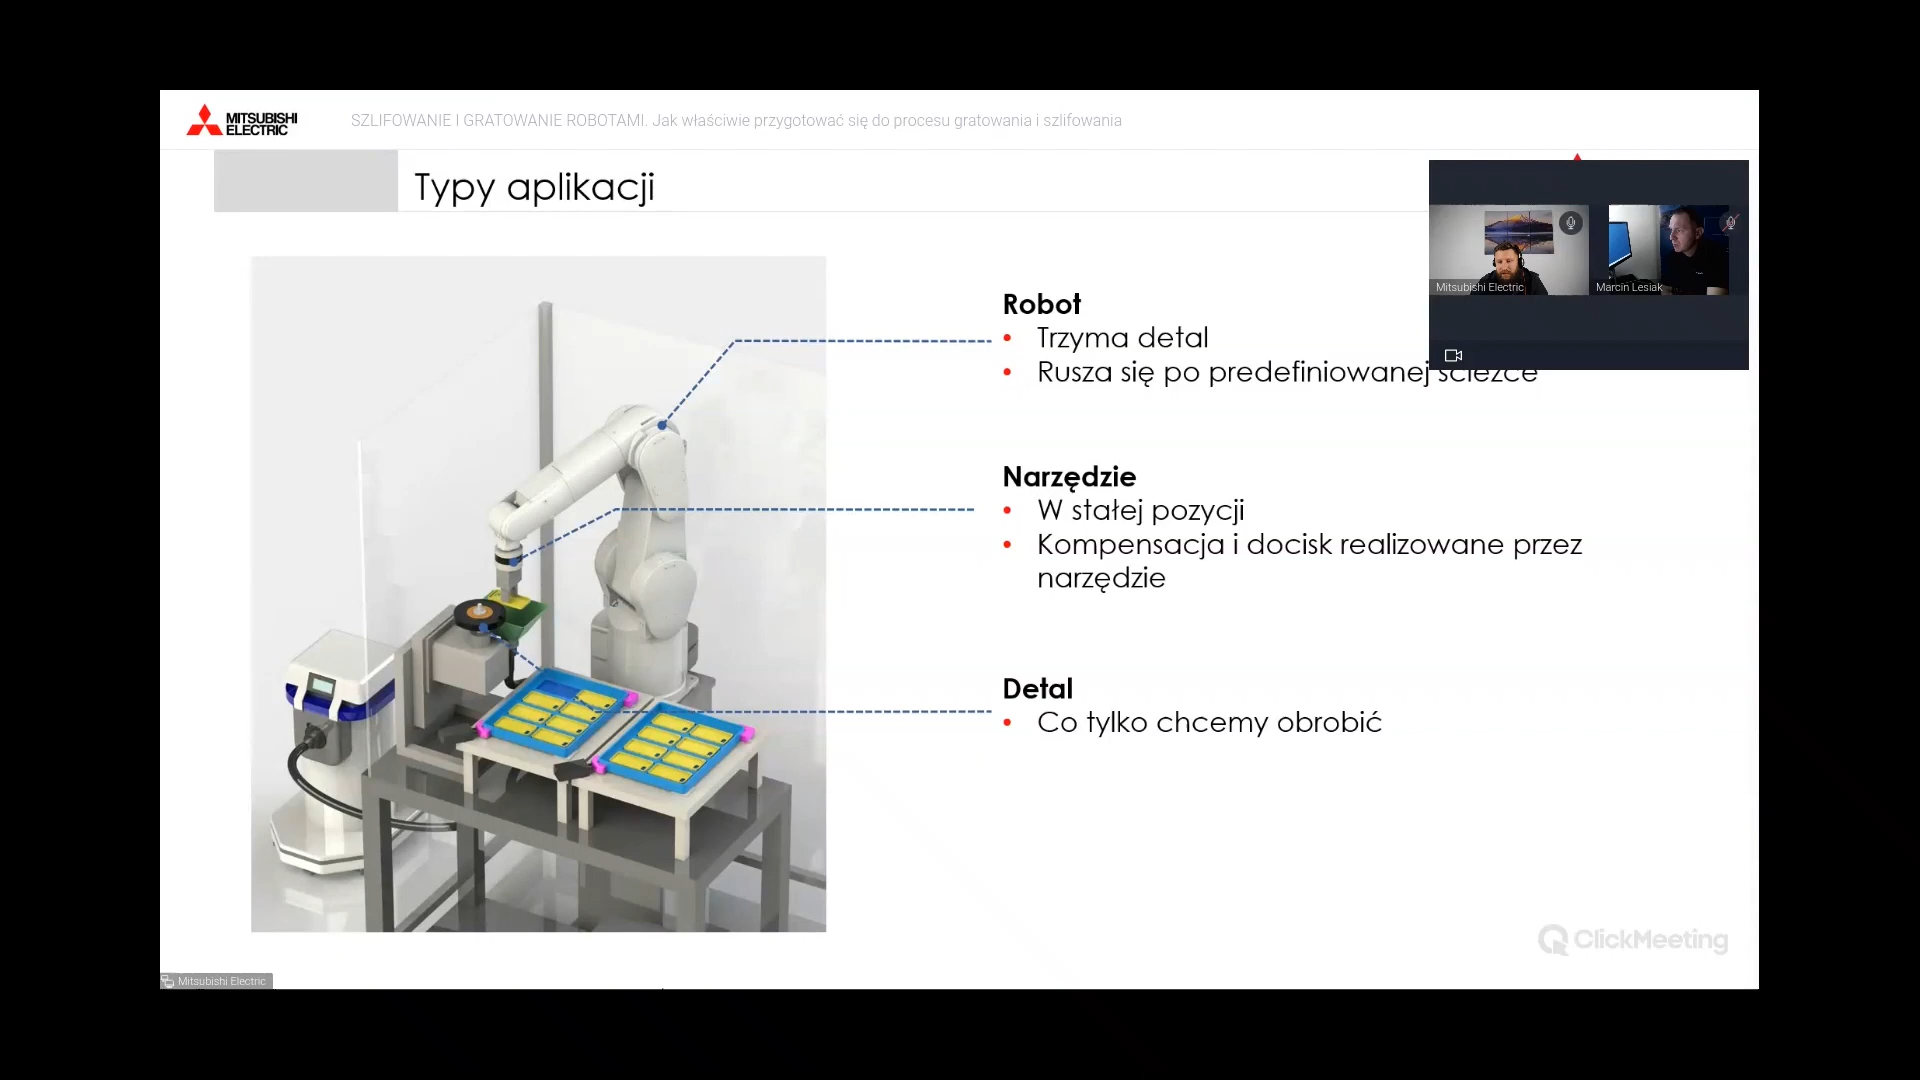 MITSUBISHI
ELECTRIC
SZLIFOWANIE I GRATOWANIE ROBOTAMI. Jak właściwie przygotować się do procesu gratowania i szlifowania
Typy aplikacji
Mitsubishi Electric
Marcin Lesiak
Robot
• Trzyma detal
• Rusza się po predefiniowanej ścieżce
Narzędzie
• W stałej pozycji
• Kompensacja i docisk realizowane przez
narzędzie
Detal
• Co tylko chcemy obrobić
ClickMeeting
Mitsubishi Electric